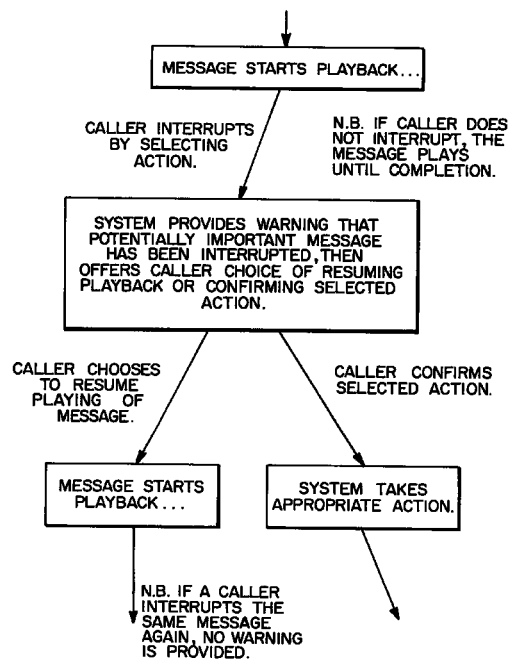 MESSAGE STARTS PLAYBACK...
CALLER INTERRUPTS
BY SELECTING
ACTION.
N.B. IF CALLER DOES
NOT INTERRUPT, THE
MESSAGE PLAYS
UNTIL COMPLETION.
SYSTEM PROVIDES WARNING THAT
POTENTIALLY IMPORTANT MESSAGE
HAS BEEN INTERRUPTED, THEN
OFFERS CALLER CHOICE OF RESUMING
PLAYBACK OR CONFIRMING SELECTED
ACTION.
CALLER CHOOSES
TO RESUME
PLAYING OF
MESSAGE.
CALLER CONFIRMS
SELECTED ACTION.
MESSAGE STARTS
PLAYBACK...
SYSTEM TAKES
APPROPRIATE ACTION.
N.B. IF A CALLER
INTERRUPTS THE
SAME MESSAGE
AGAIN, NO WARNING
IS PROVIDED.